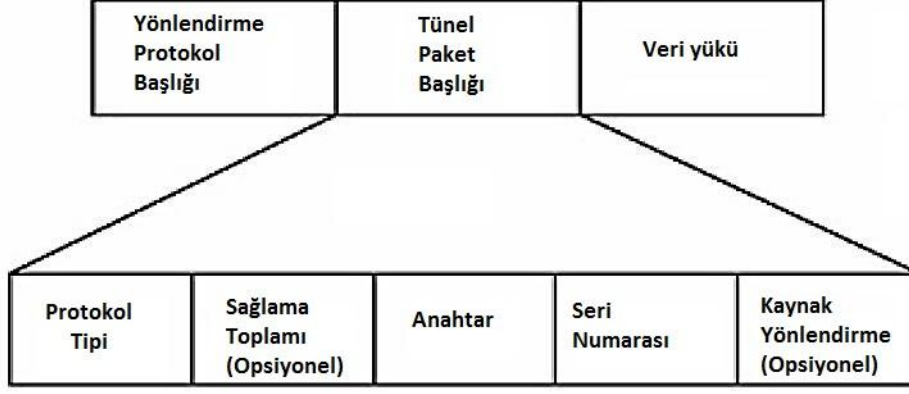 Yönlendirme
Protokol
Başlığı
Tünel
Paket
Başlığı
Veri yükü
Protokol
Tipi
Sağlama
Toplamı
(Opsiyonel)
Anahtar
Seri
Numarası
Kaynak
Yönlendirme
(Opsiyonel)